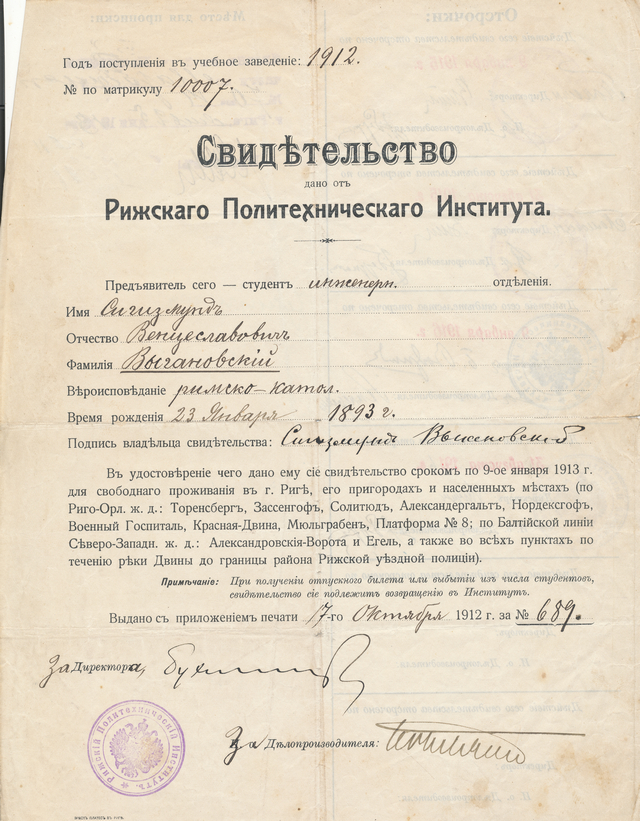 Годъ поступленія въ учебное заведеніе: 1912.
№ по матрикулу 10007.
Свидѣтельство
дано отъ
Рижскаго Политехническаго Института.
Предъявитель сего — студентъ инженерн. отдѣленія.
Имя Сигизмундъ
Отчество Венцеславовичъ
Фамилія Выгановскій
Вѣроисповѣданіе римско-катол.
Время рожденія 23 Января 1893 г.
Подпись владѣльца свидѣтельства: Сигизмундъ Выгановскій
Въ удостовѣреніе чего дано ему сіе свидѣтельство срокомъ по 9-ое января 1913 г.
для свободнаго проживанія въ г. Ригѣ, его пригородахъ и населенныхъ мѣстахъ (по
Риго-Орл. ж. д.: Торенсбергъ, Зассенгофъ, Солитюдъ, Александергальтъ, Нордексгофъ,
Военный Госпиталь, Красная-Двина, Мюльграбенъ, Платформа № 8; по Балтійской линіи
Сѣверо-Западн. ж. д.: Александровскія-Ворота и Егель, а также во всѣхъ пунктахъ по
теченію рѣки Двины до границы района Рижской уѣздной полиціи).
Примѣчаніе: При полученіи отпускного билета или выбытіи изъ числа студентовъ,
свидѣтельство сіе подлежитъ возвращенію въ Институтъ.
Выдано съ приложеніемъ печати 17-го Октября 1912 г. за № 689.
За Директора,
Рижскій Политехническій Институтъ.
За Дѣлопроизводителя: